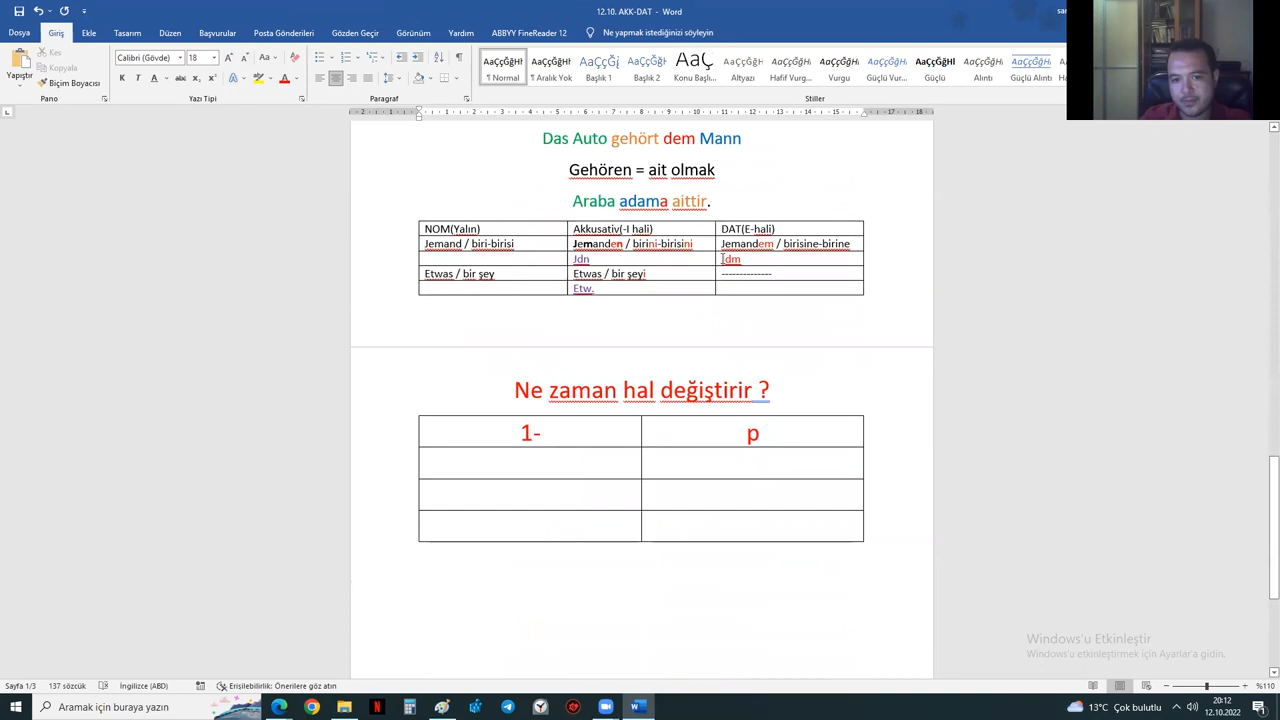 12.10. AKK-DAT - Word
Dosya Giriş Ekle Tasarım Düzen Başvurular Posta Gönderileri Gözden Geçir Görünüm Yardım ABBYY FineReader 12 Ne yapmak istediğinizi söyleyin
Yapıştır
Kes
Kopyala
Biçim Boyacısı
Pano
Calibri (Gövde) 18
Yazı Tipi
Paragraf
¶ Normal ¶ Aralık Yok Başlık 1 Başlık 2 Konu Başlı... Altyazı Hafif Vurg... Vurgu Güçlü Vur... Güçlü Alıntı Güçlü Alıntı
Stiller
Das Auto gehört dem Mann
Gehören = ait olmak
Araba adama aittir.
NOM(Yalın) Akkusativ(-I hali) DAT(E-hali)
Jemand / biri-birisi Jemanden / birini-birisini Jemandem / birisine-birine
Jdn Jdm
Etwas / bir şey Etwas / bir şeyi --------------
Etw.
Ne zaman hal değiştirir ?
1- p
Windows'u Etkinleştir
Windows'u etkinleştirmek için Ayarlar'a gidin.
Sayfa 1/3 137 sözcük İngilizce (ABD) Erişilebilirlik: Önerilere göz atın %110
Aramak için buraya yazın
13°C Çok bulutlu
20:12
12.10.2022